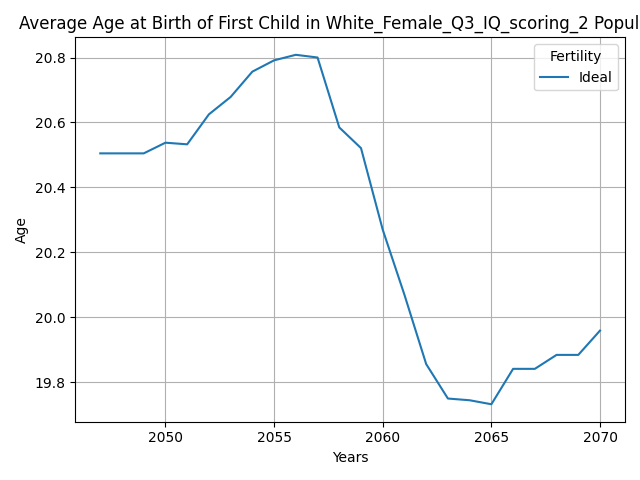 Average Age at Birth of First Child in White_Female_Q3_IQ_scoring_2 Popul
Fertility
Ideal
20.8
20.6
20.4
20.2
20.0
19.8
Age
2050 2055 2060 2065 2070
Years